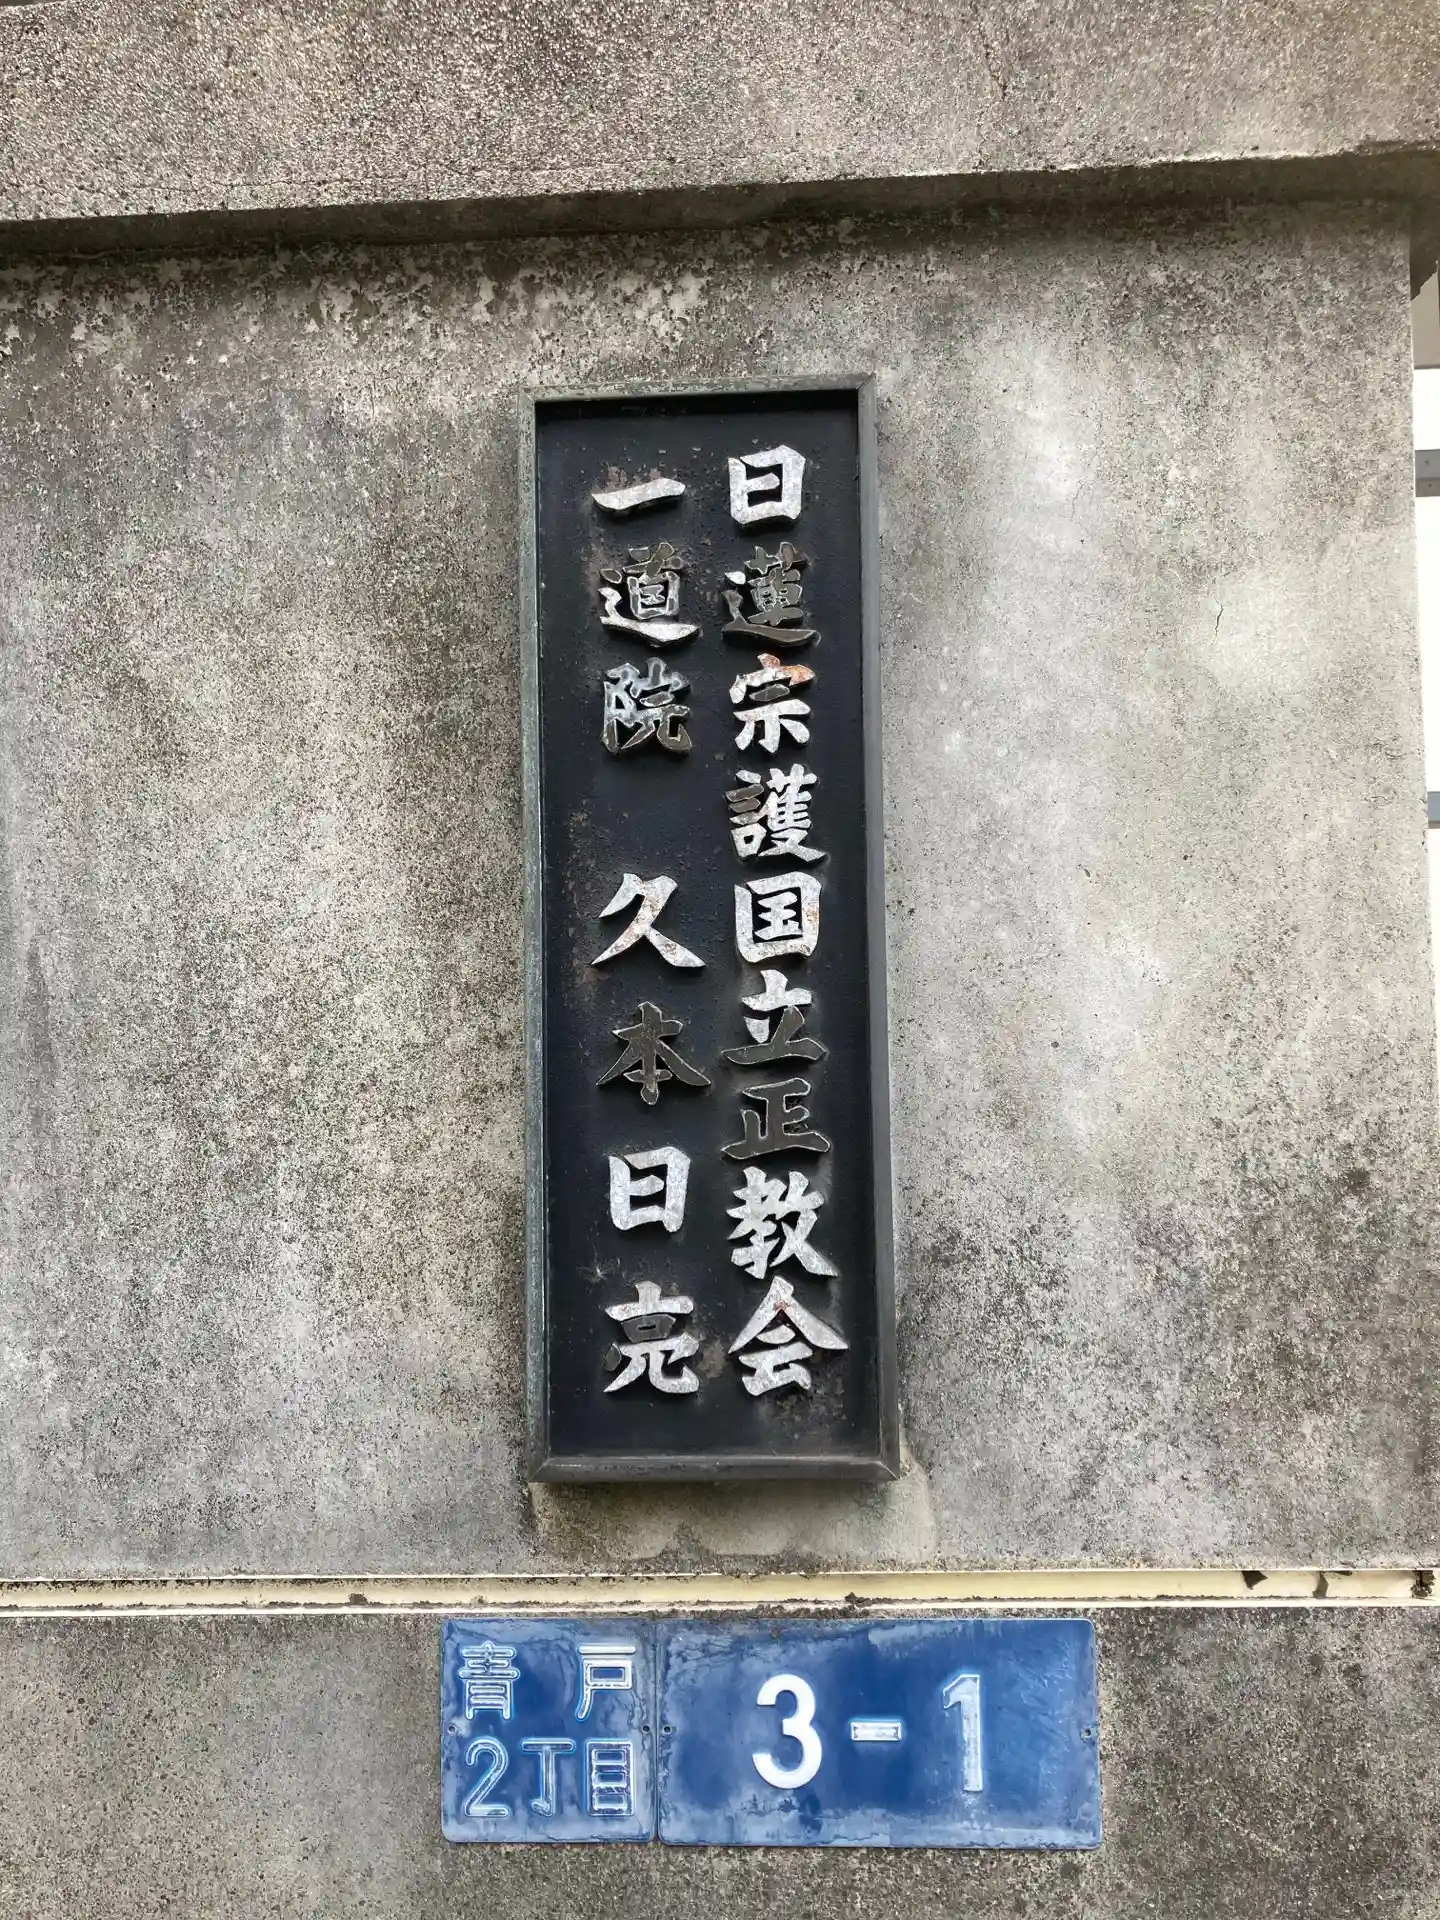 日蓮宗護国立正教会
一道院 久本日亮
青戸
2丁目
3-1